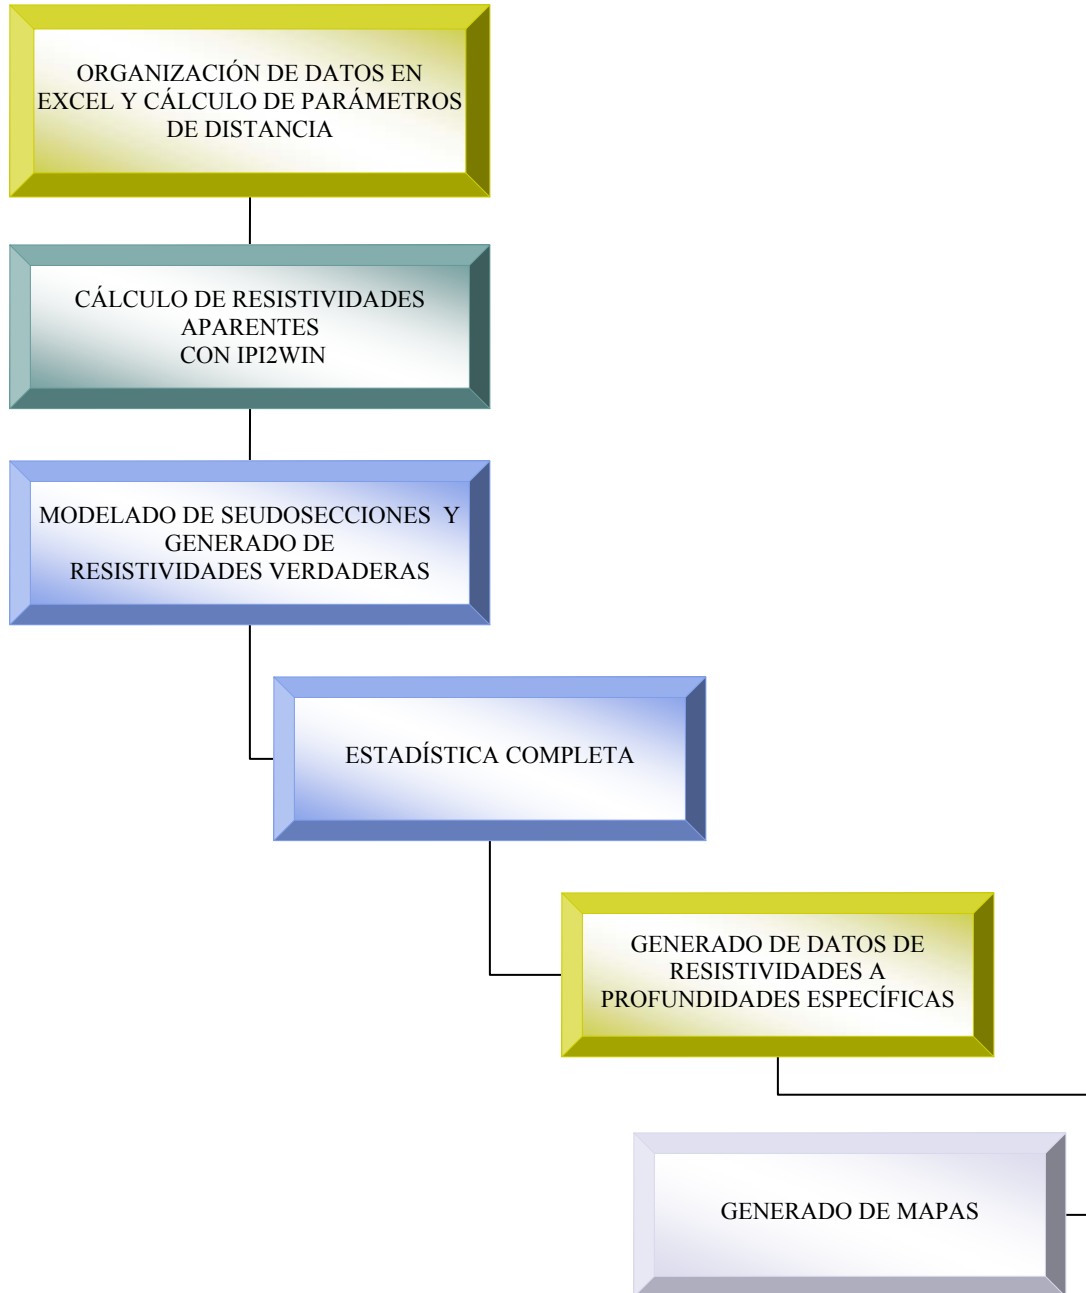 ORGANIZACIÓN DE DATOS EN
EXCEL Y CÁLCULO DE PARÁMETROS
DE DISTANCIA
CÁLCULO DE RESISTIVIDADES
APARENTES
CON IPI2WIN
MODELADO DE SEUDOSECCIONES Y
GENERADO DE
RESISTIVIDADES VERDADERAS
ESTADÍSTICA COMPLETA
GENERADO DE DATOS DE
RESISTIVIDADES A
PROFUNDIDADES ESPECÍFICAS
GENERADO DE MAPAS